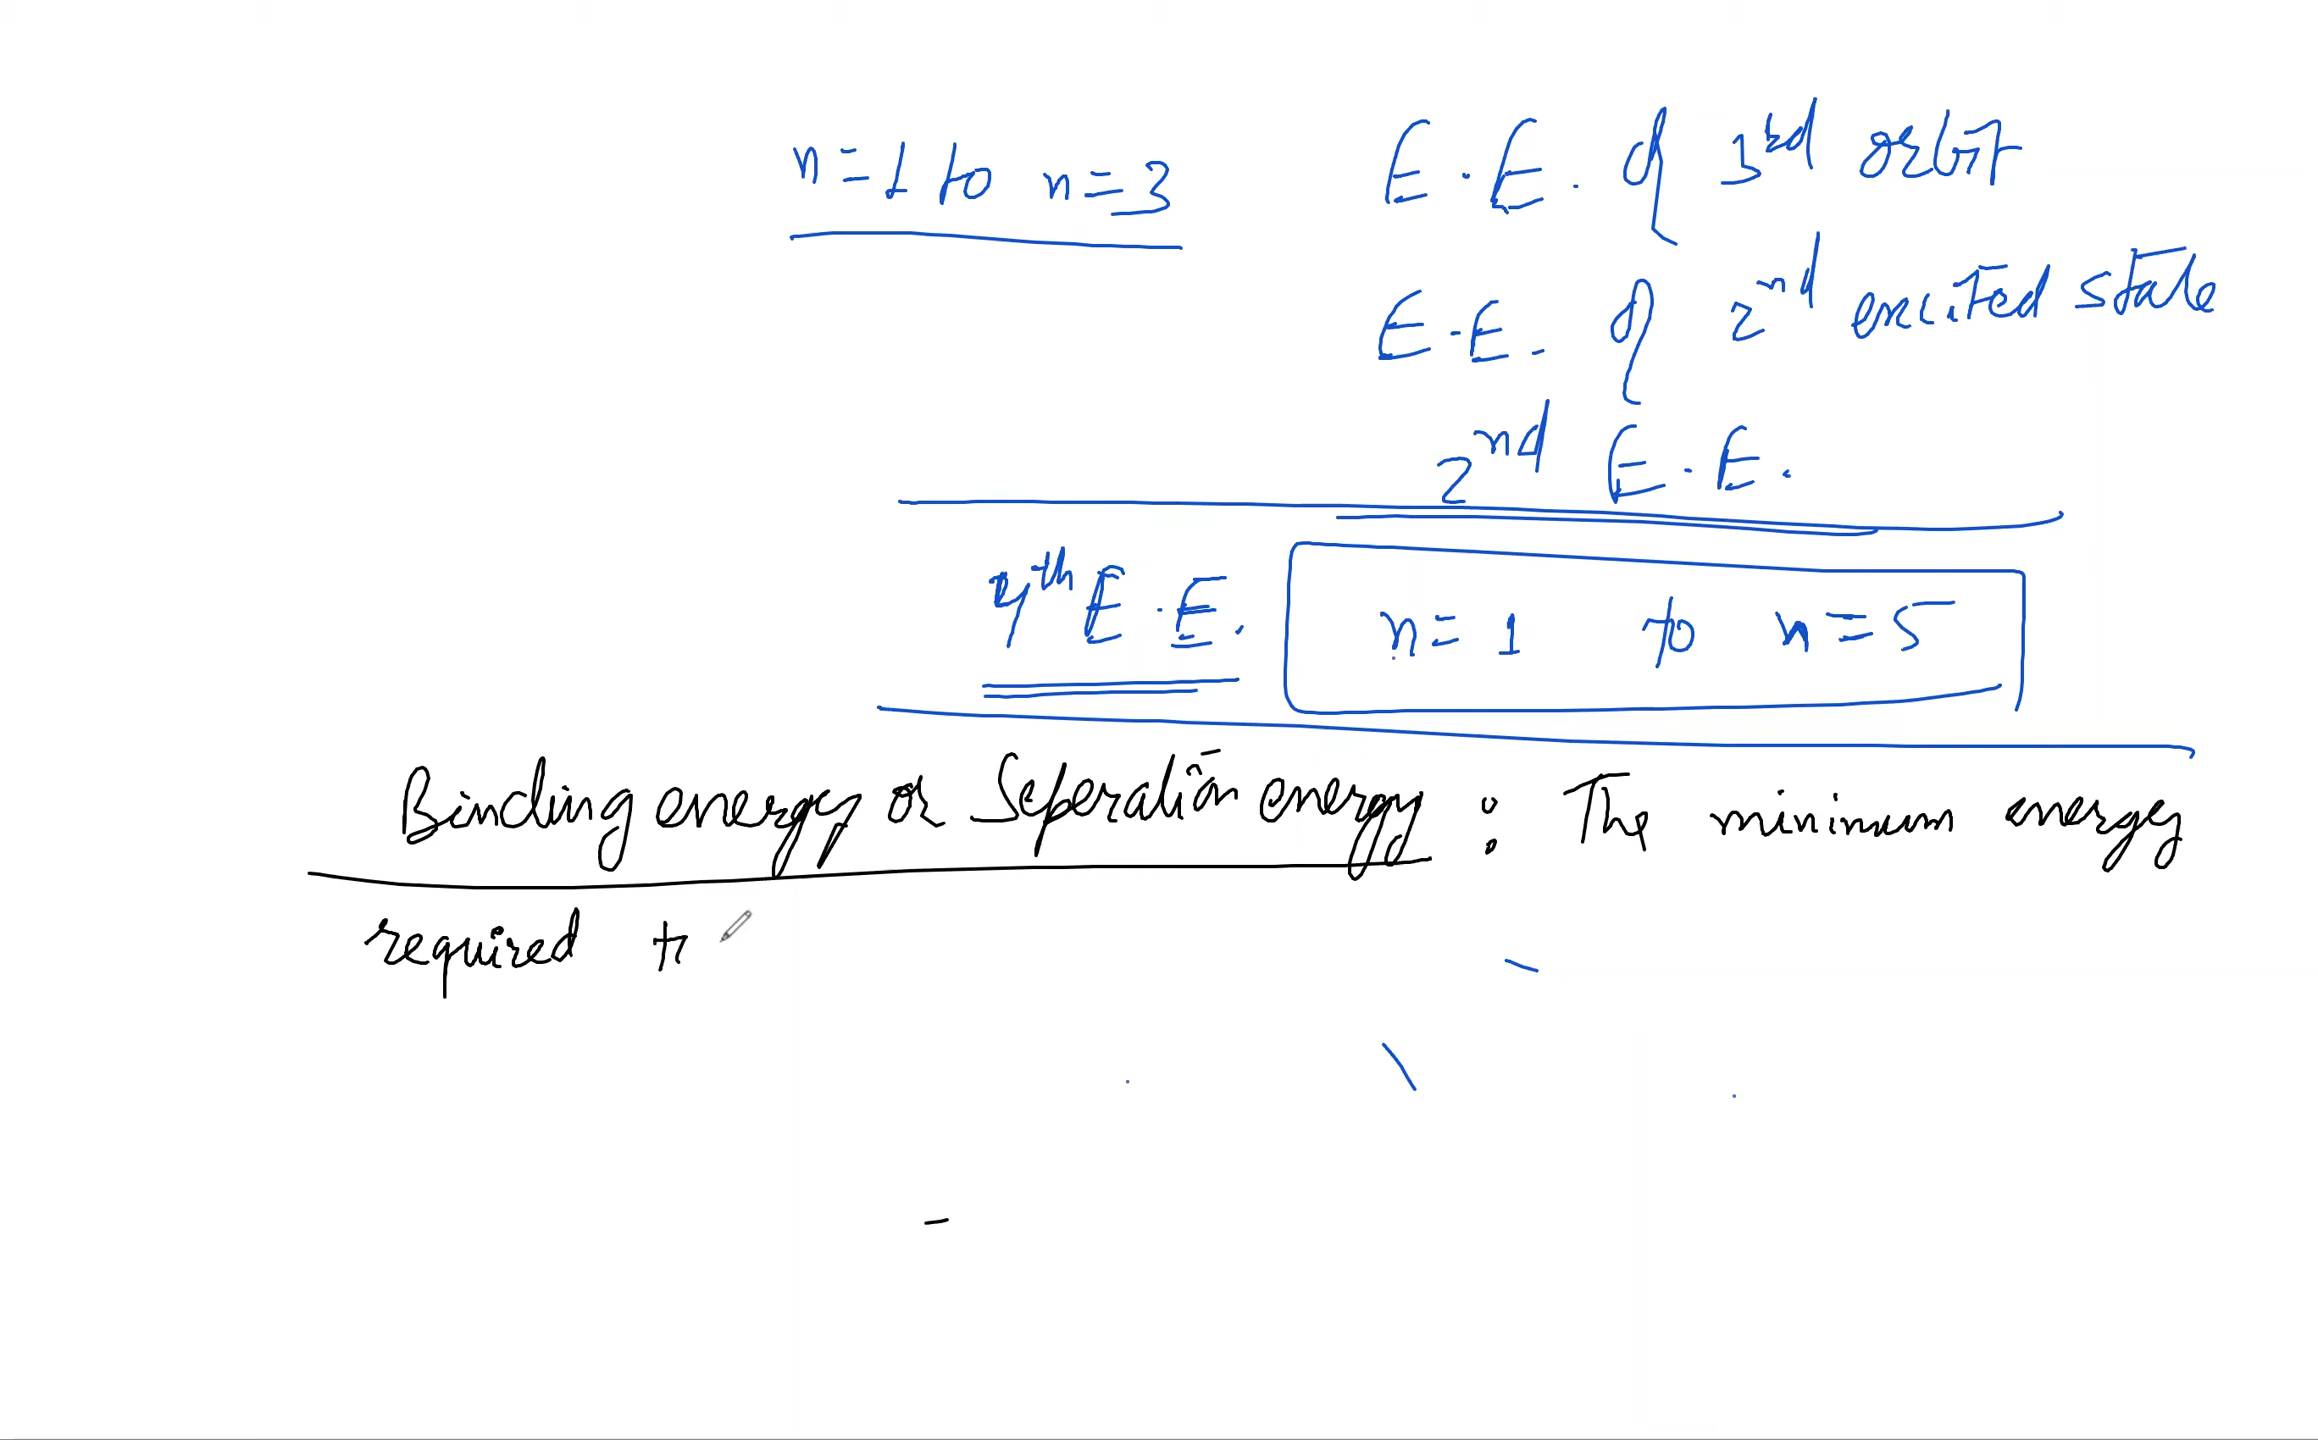 n=1 to n=3 E.E. of 3rd orbit
E.E. of 2nd excited state
2nd E.E.
4th E.E. n=1 to n=5
Binding energy or Seperation energy : The minimum energy
required to